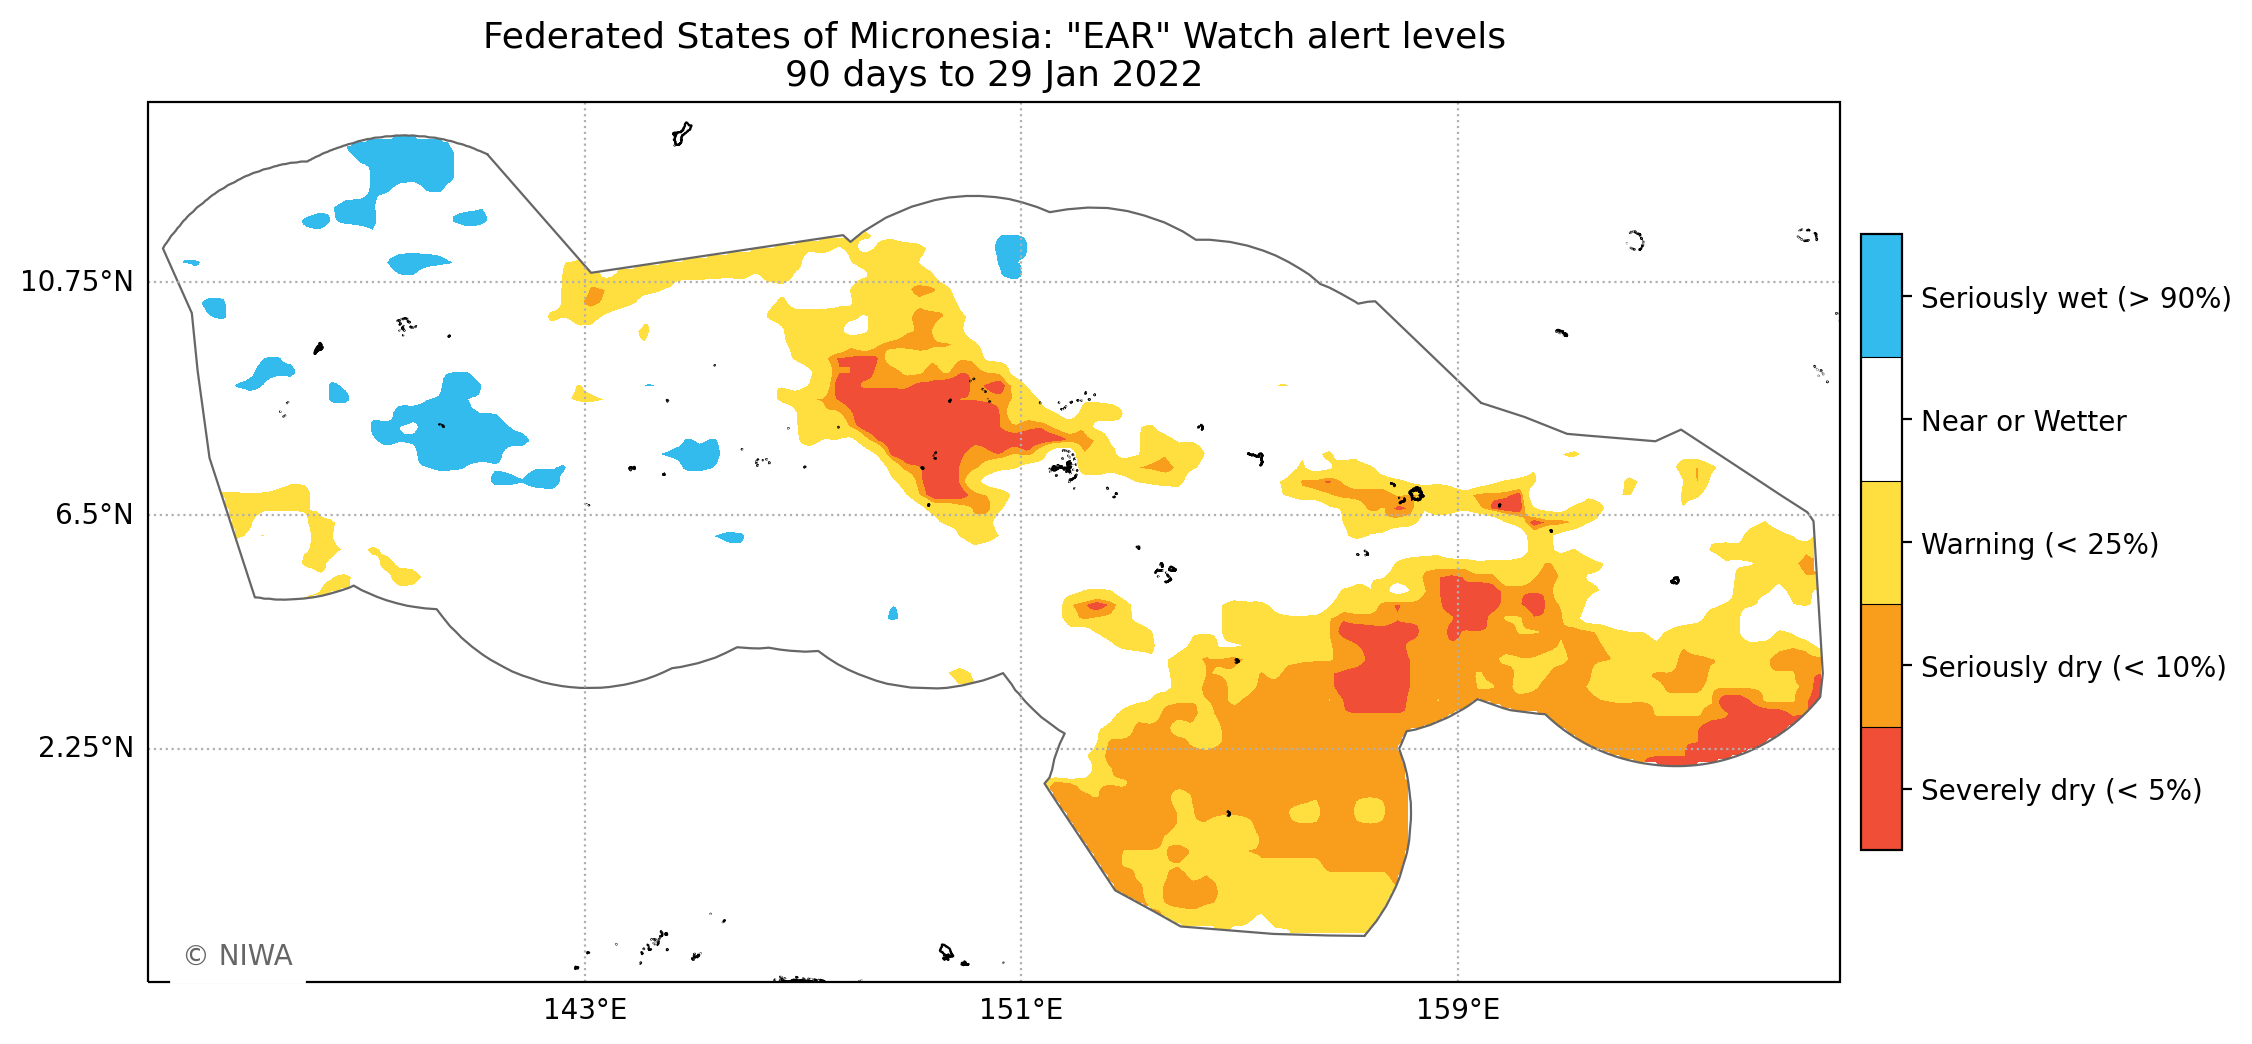 Federated States of Micronesia: "EAR" Watch alert levels
90 days to 29 Jan 2022
10.75°N
6.5°N
2.25°N
143°E
151°E
159°E
© NIWA
Seriously wet (> 90%)
Near or Wetter
Warning (< 25%)
Seriously dry (< 10%)
Severely dry (< 5%)